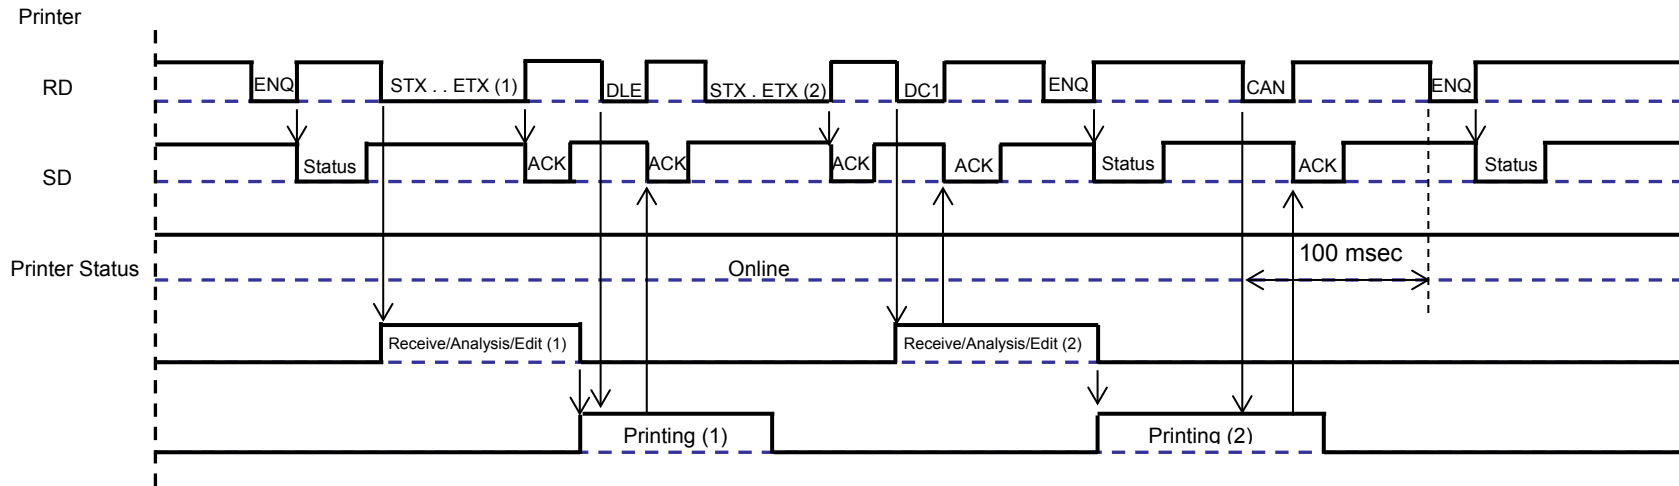 Printer
RD
ENQ STX . . ETX (1) DLE STX . ETX (2) DC1 ENQ CAN ENQ
SD
Status ACK ACK ACK ACK Status ACK Status
Printer Status
Online
100 msec
Receive/Analysis/Edit (1) Receive/Analysis/Edit (2)
Printing (1) Printing (2)